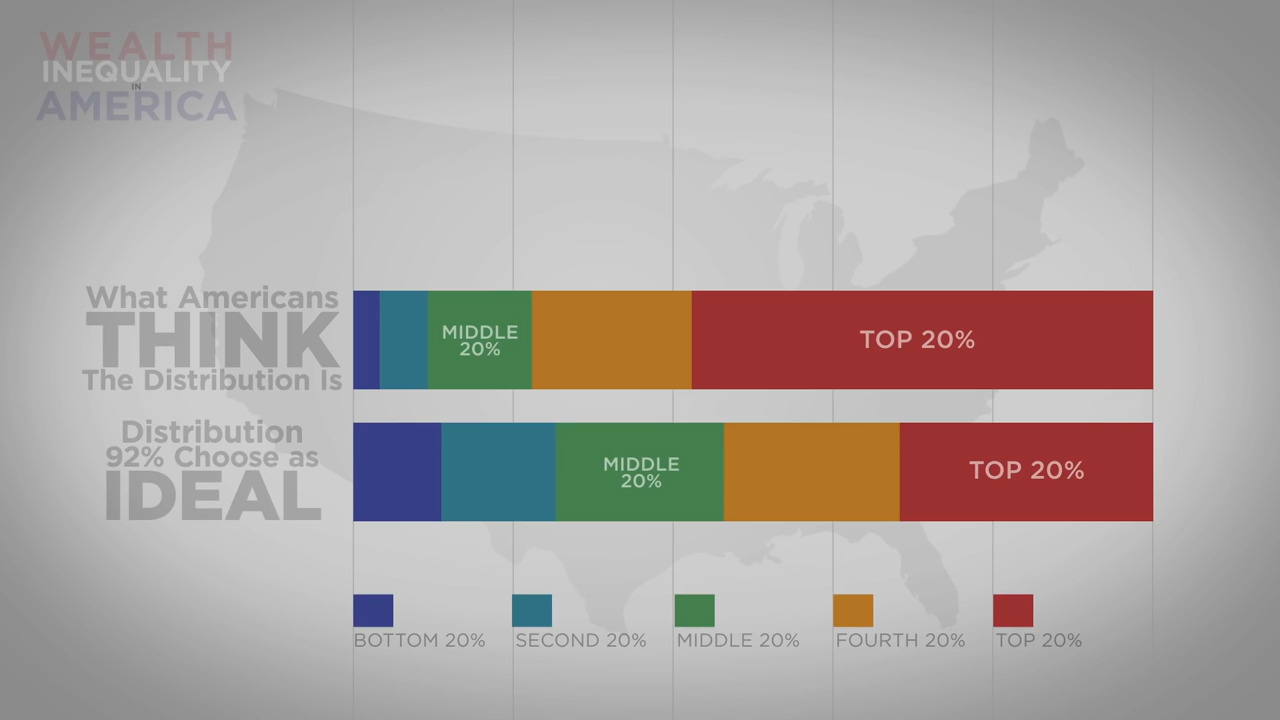 WEALTH
INEQUALITY
IN
AMERICA
What Americans
THINK
The Distribution Is
MIDDLE
20%
TOP 20%
Distribution
92% Choose as
IDEAL
MIDDLE
20%
TOP 20%
BOTTOM 20%
SECOND 20%
MIDDLE 20%
FOURTH 20%
TOP 20%